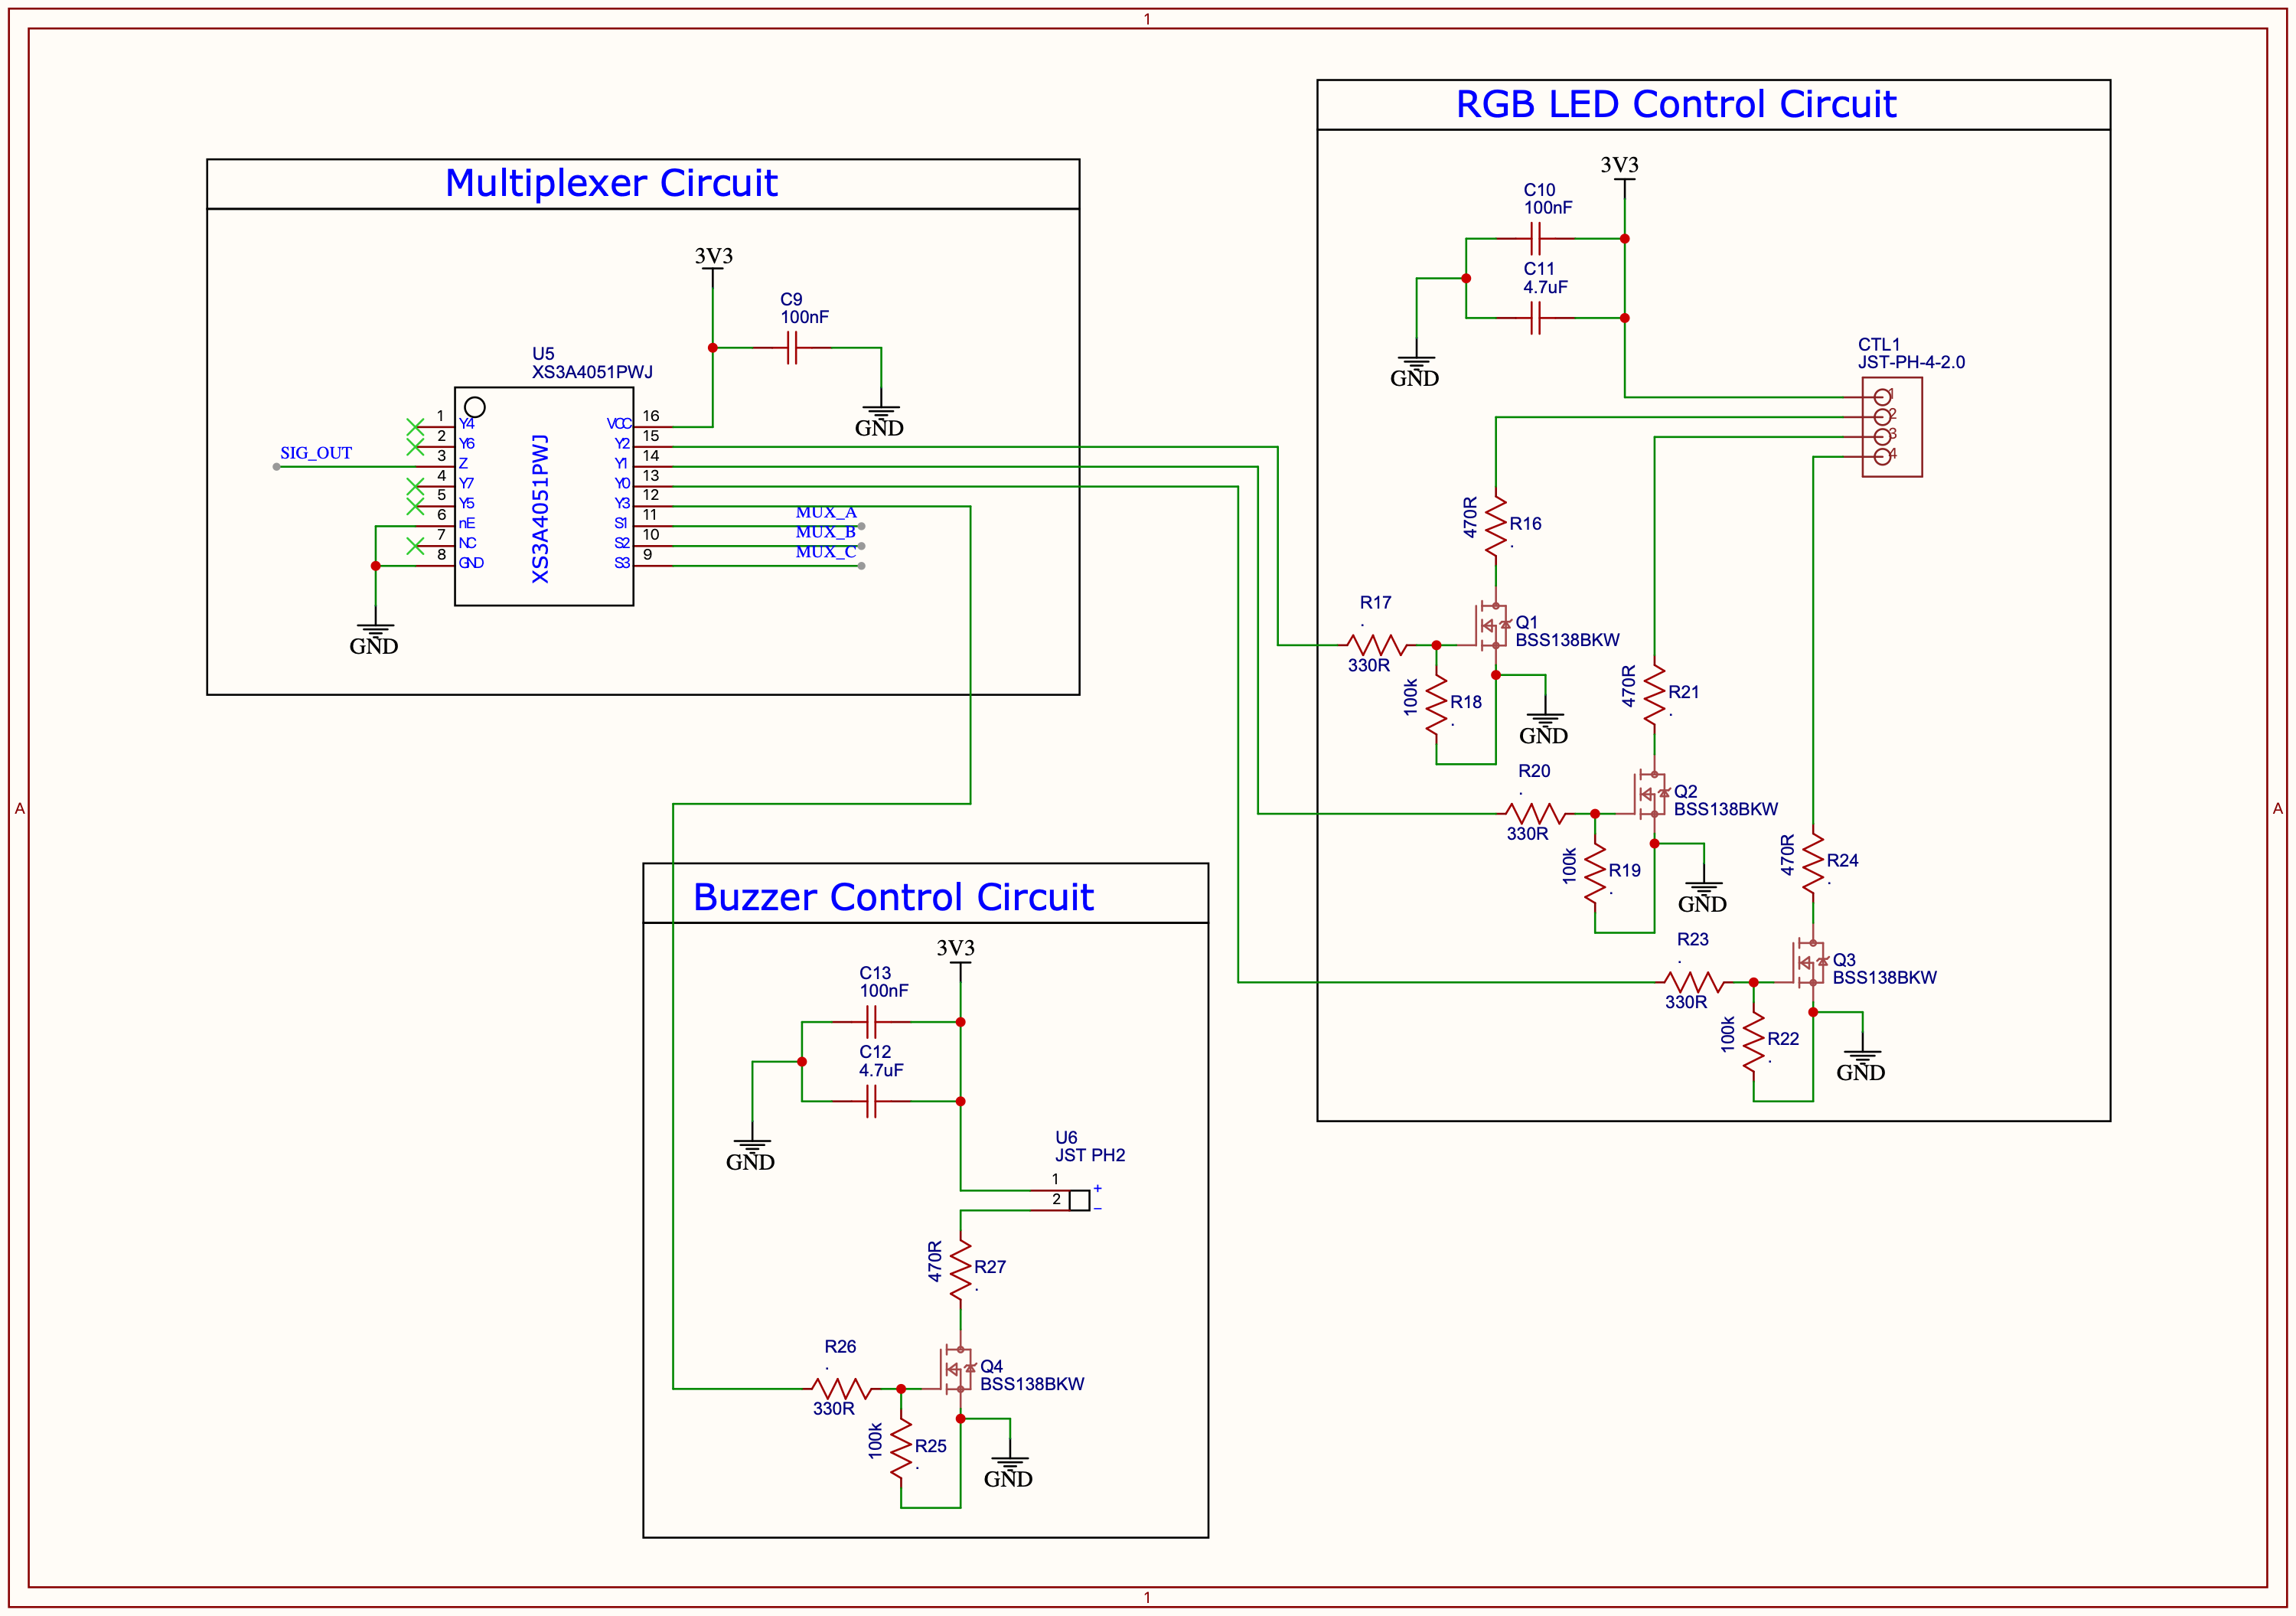 1
RGB LED Control Circuit
Multiplexer Circuit
3V3
C10
100nF
C11
4.7uF
GND
CTL1
JST-PH-4-2.0
1
2
3
4
3V3
C9
100nF
GND
U5
XS3A4051PWJ
XS3A4051PWJ
1 Y4
2 Y6
3 Z
4 Y7
5 Y5
6 nE
7 NC
8 GND
VCC 16
Y2 15
Y1 14
Y0 13
Y3 12
S1 11
S2 10
S3 9
SIG_OUT
MUX_A
MUX_B
MUX_C
GND
470R
R16
.
R17
.
330R
Q1
BSS138BKW
100k
R18
.
GND
470R
R21
.
R20
.
330R
Q2
BSS138BKW
100k
R19
.
GND
470R
R24
.
R23
.
330R
Q3
BSS138BKW
100k
R22
.
GND
A
A
Buzzer Control Circuit
3V3
C13
100nF
C12
4.7uF
GND
U6
JST PH2
1 +
2 −
470R
R27
.
R26
.
330R
Q4
BSS138BKW
100k
R25
.
GND
1